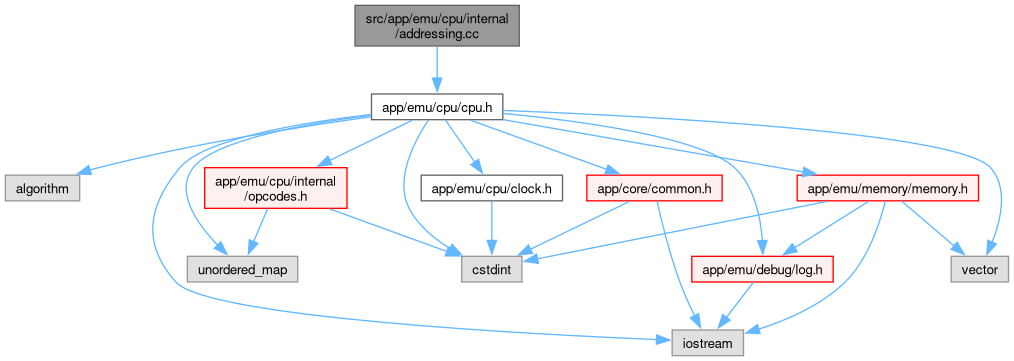 src/app/emu/cpu/internal
/addressing.cc
app/emu/cpu/cpu.h
algorithm
app/emu/cpu/internal
/opcodes.h
app/emu/cpu/clock.h
app/core/common.h
app/emu/memory/memory.h
unordered_map
cstdint
app/emu/debug/log.h
vector
iostream